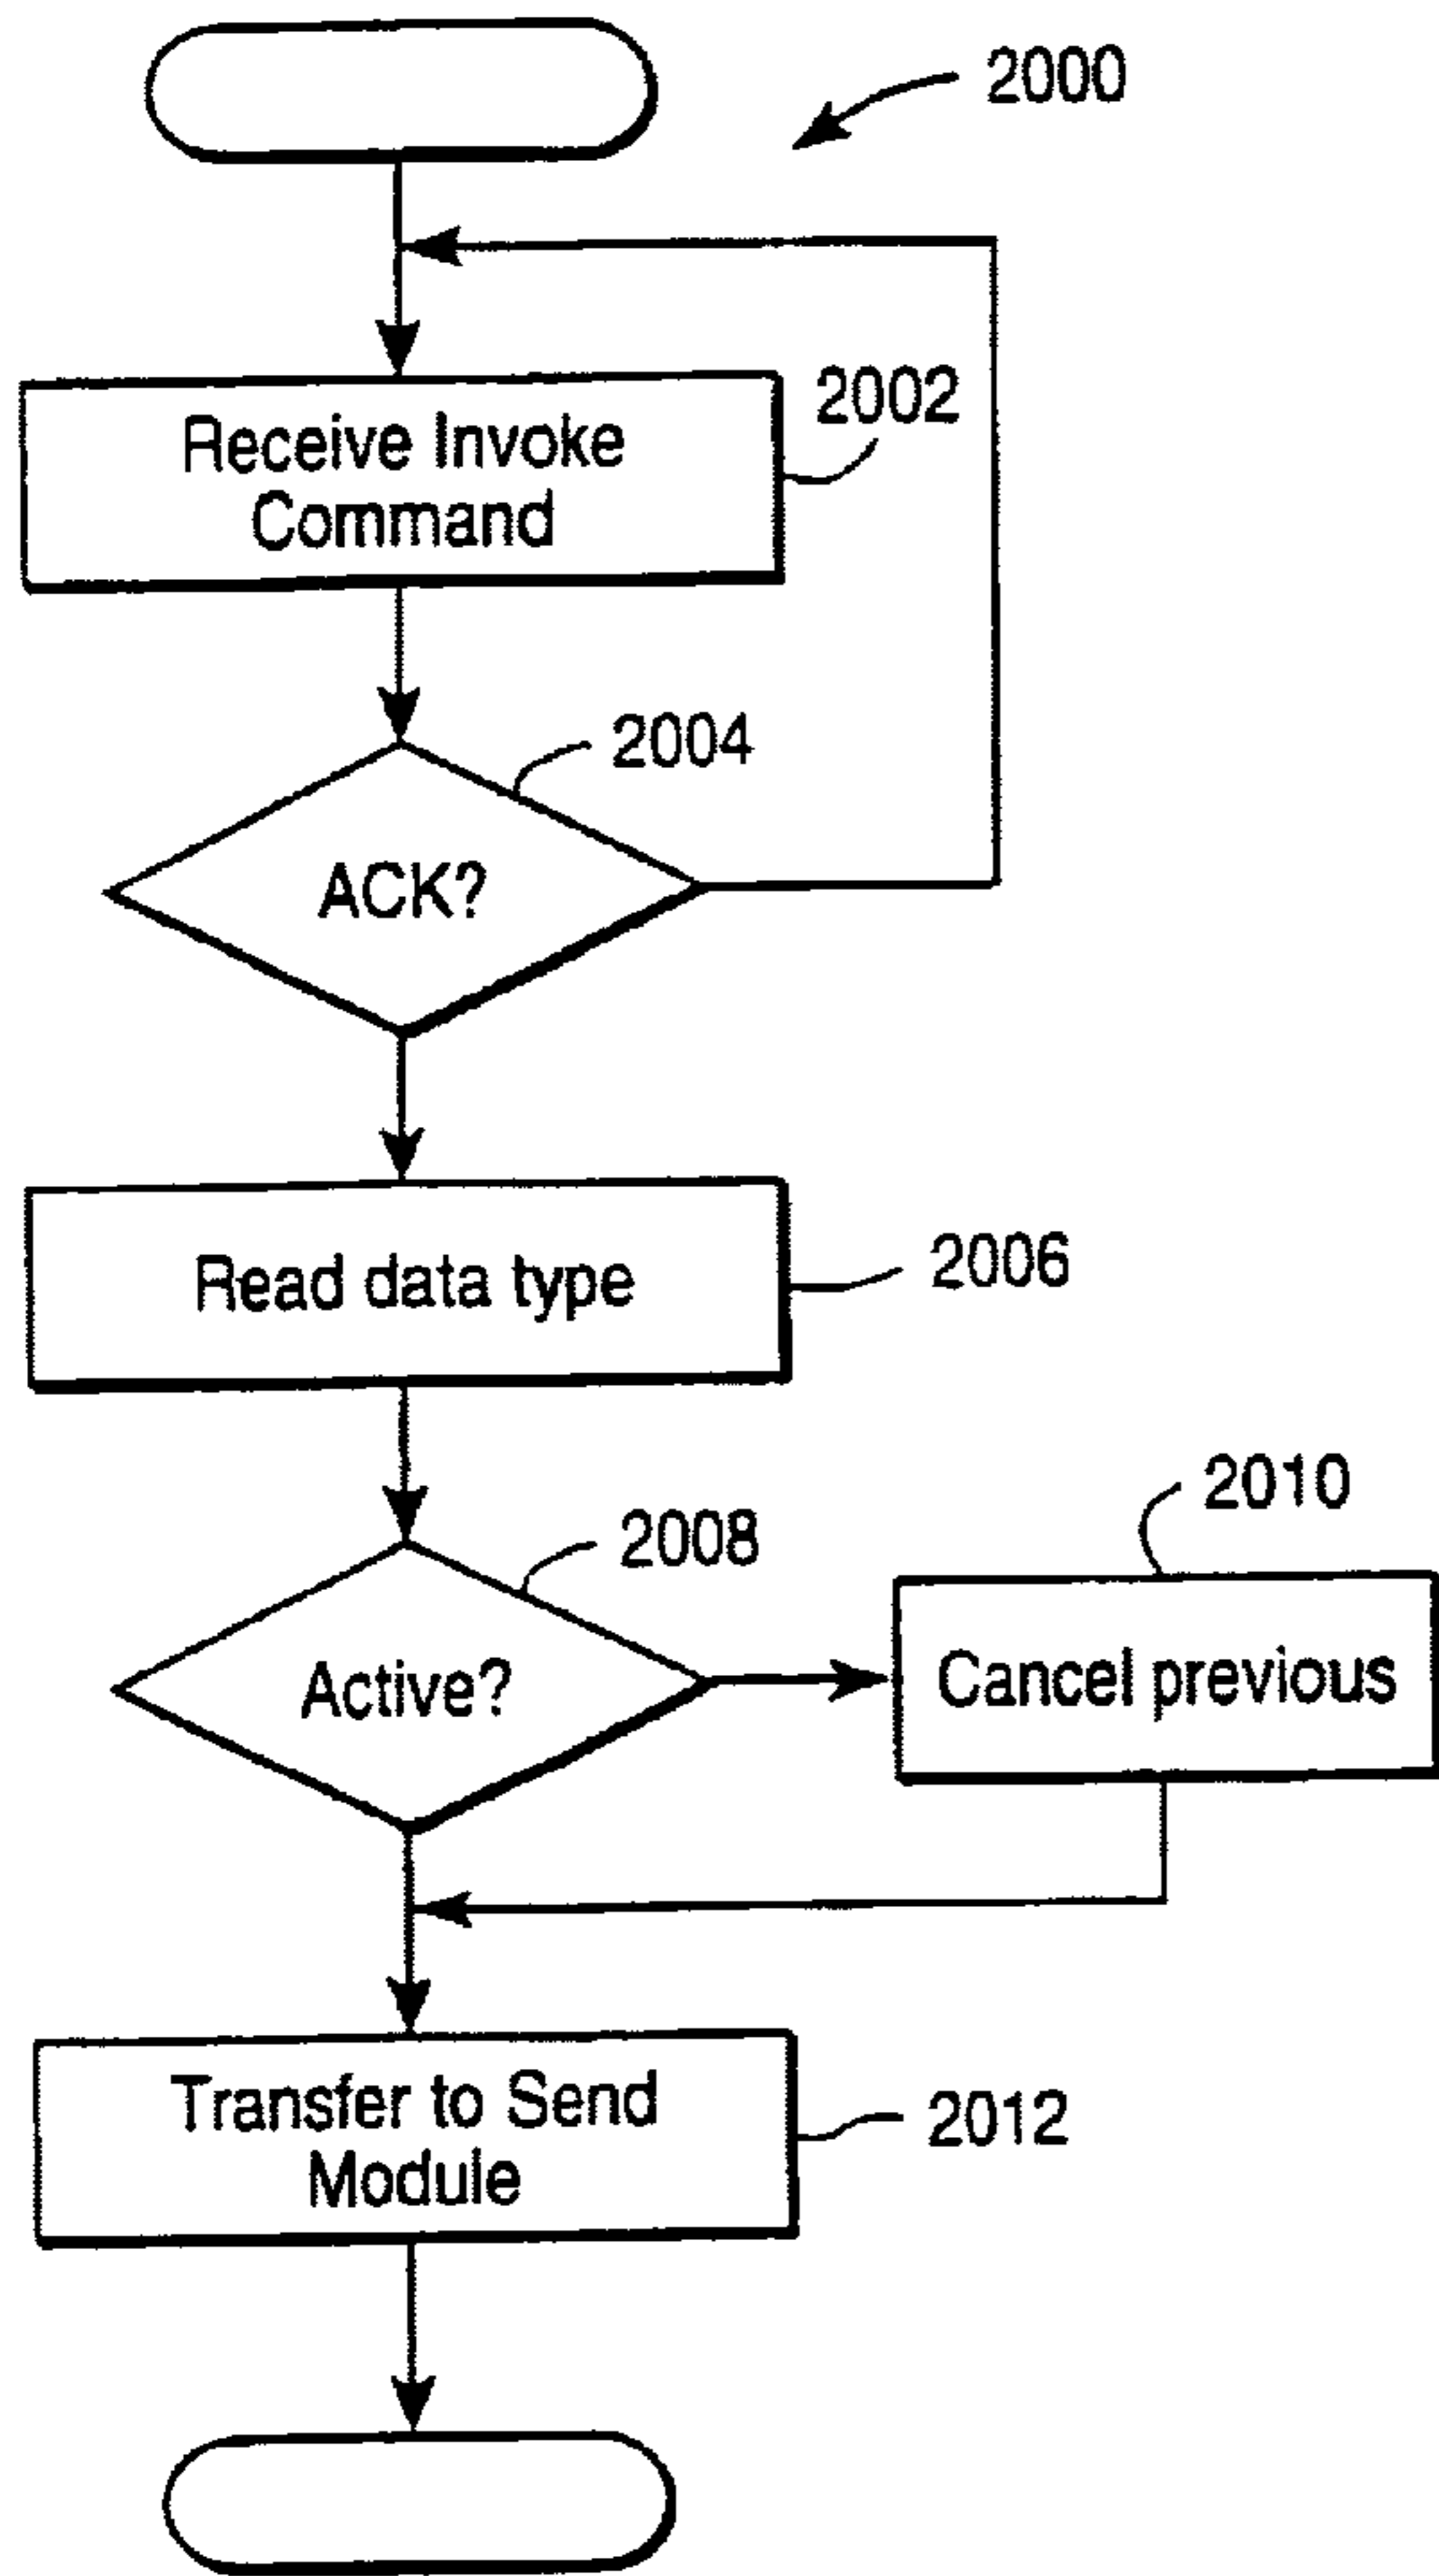 2000
Receive Invoke
Command
2002
2004
ACK?
Read data type
2006
2008
Active?
2010
Cancel previous
Transfer to Send
Module
2012